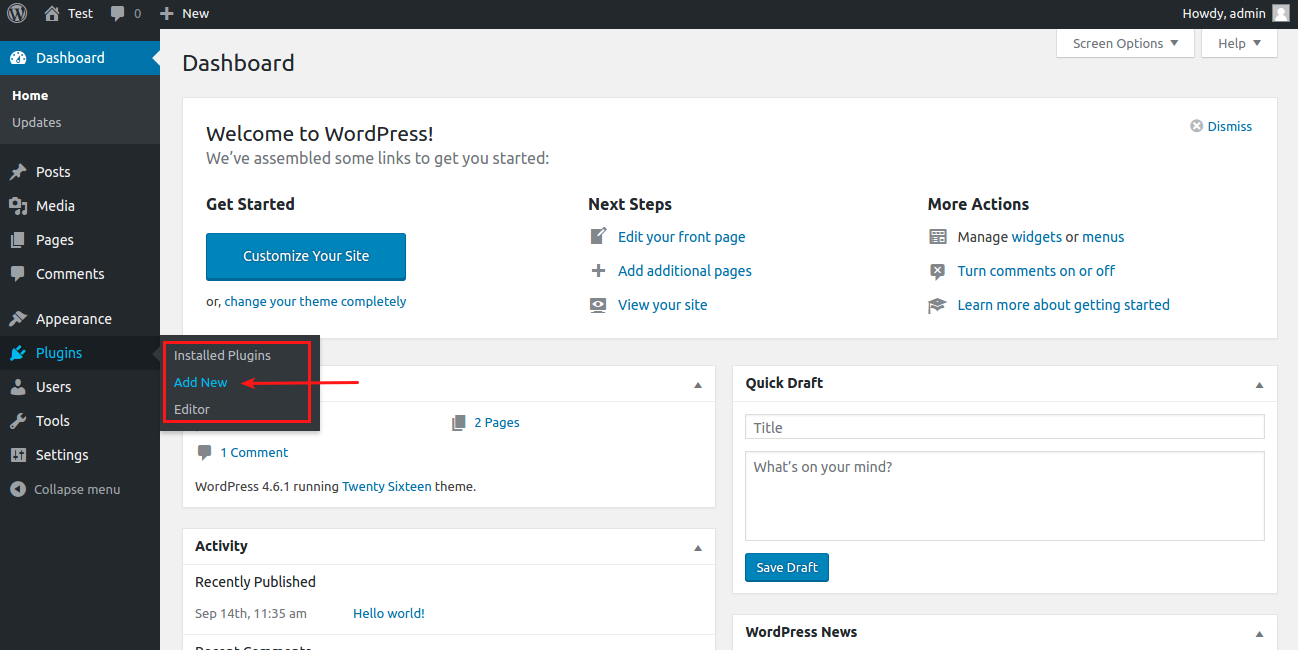 Test 0 New Howdy, admin
Screen Options Help
Dashboard
Home
Updates
Posts
Media
Pages
Comments
Appearance
Plugins
Users
Tools
Settings
Collapse menu
Installed Plugins
Add New
Editor
Dashboard
Welcome to WordPress!
We've assembled some links to get you started:
Dismiss
Get Started
Customize Your Site
or, change your theme completely
Next Steps
Edit your front page
Add additional pages
View your site
More Actions
Manage widgets or menus
Turn comments on or off
Learn more about getting started
2 Pages
1 Comment
WordPress 4.6.1 running Twenty Sixteen theme.
Activity
Recently Published
Sep 14th, 11:35 am Hello world!
Quick Draft
Title
What's on your mind?
Save Draft
WordPress News